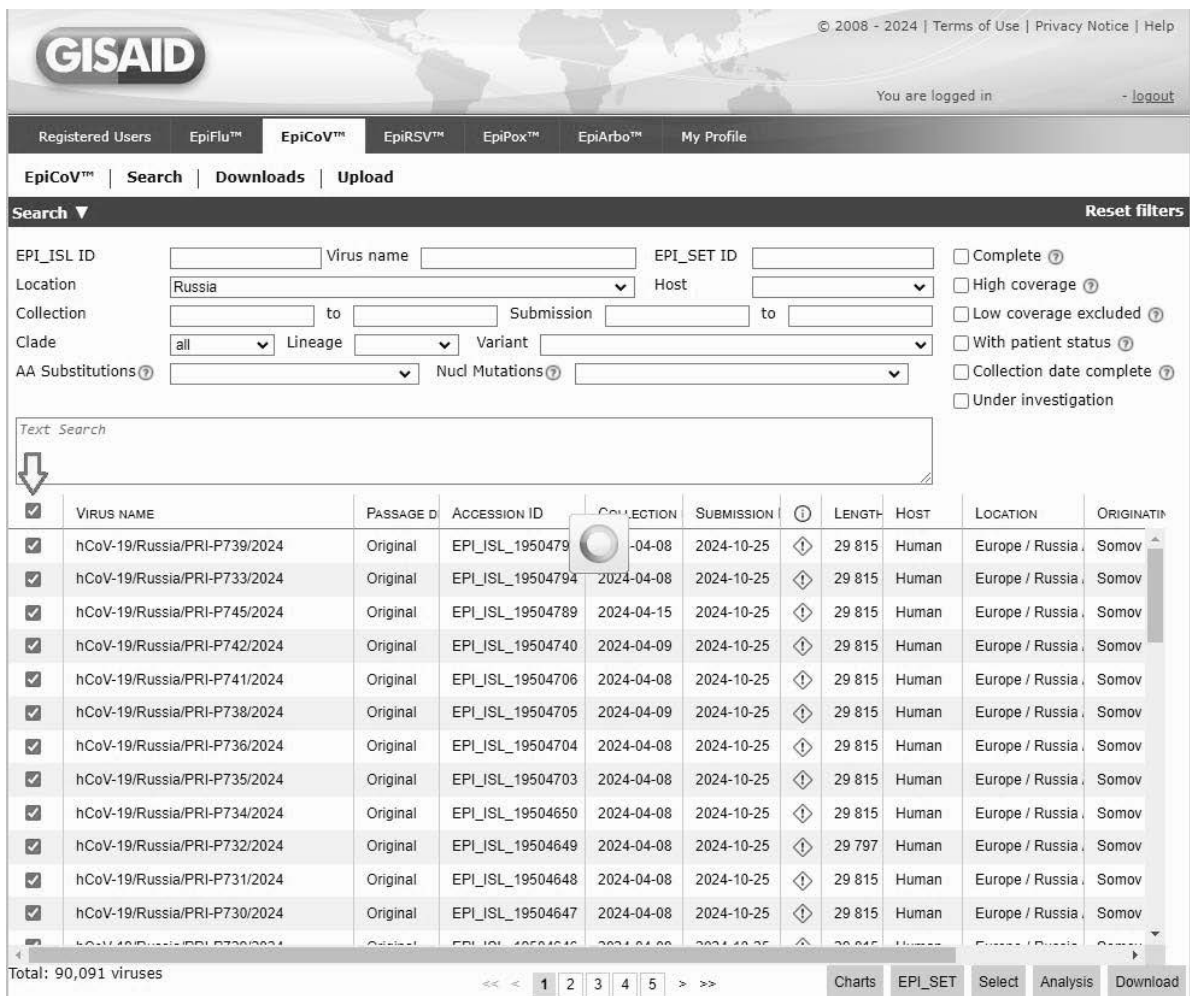 © 2008 - 2024 | Terms of Use | Privacy Notice | Help
GISAID
You are logged in - logout
Registered Users EpiFlu™ EpiCoV™ EpiRSV™ EpiPox™ EpiArbo™ My Profile
EpiCoV™ | Search | Downloads | Upload
Search ▼ Reset filters
EPI_ISL ID Virus name EPI_SET ID Complete ?
Location Russia Host High coverage ?
Collection to Submission to Low coverage excluded ?
Clade all Lineage Variant With patient status ?
AA Substitutions ? Nucl Mutations ? Collection date complete ?
Under investigation
Text Search
VIRUS NAME PASSAGE D ACCESSION ID SUBMISSION LENGTH HOST LOCATION ORIGINATIN
hCoV-19/Russia/PRI-P739/2024 Original EPI_ISL_1950479 -04-08 2024-10-25 29 815 Human Europe / Russia Somov
hCoV-19/Russia/PRI-P733/2024 Original EPI_ISL_19504794 2024-04-08 2024-10-25 29 815 Human Europe / Russia Somov
hCoV-19/Russia/PRI-P745/2024 Original EPI_ISL_19504789 2024-04-15 2024-10-25 29 815 Human Europe / Russia Somov
hCoV-19/Russia/PRI-P742/2024 Original EPI_ISL_19504740 2024-04-09 2024-10-25 29 815 Human Europe / Russia Somov
hCoV-19/Russia/PRI-P741/2024 Original EPI_ISL_19504706 2024-04-08 2024-10-25 29 815 Human Europe / Russia Somov
hCoV-19/Russia/PRI-P738/2024 Original EPI_ISL_19504705 2024-04-09 2024-10-25 29 815 Human Europe / Russia Somov
hCoV-19/Russia/PRI-P736/2024 Original EPI_ISL_19504704 2024-04-08 2024-10-25 29 815 Human Europe / Russia Somov
hCoV-19/Russia/PRI-P735/2024 Original EPI_ISL_19504703 2024-04-08 2024-10-25 29 815 Human Europe / Russia Somov
hCoV-19/Russia/PRI-P734/2024 Original EPI_ISL_19504650 2024-04-08 2024-10-25 29 815 Human Europe / Russia Somov
hCoV-19/Russia/PRI-P732/2024 Original EPI_ISL_19504649 2024-04-08 2024-10-25 29 797 Human Europe / Russia Somov
hCoV-19/Russia/PRI-P731/2024 Original EPI_ISL_19504648 2024-04-08 2024-10-25 29 815 Human Europe / Russia Somov
hCoV-19/Russia/PRI-P730/2024 Original EPI_ISL_19504647 2024-04-08 2024-10-25 29 815 Human Europe / Russia Somov
Total: 90,091 viruses << < 1 2 3 4 5 > >> Charts EPI_SET Select Analysis Download